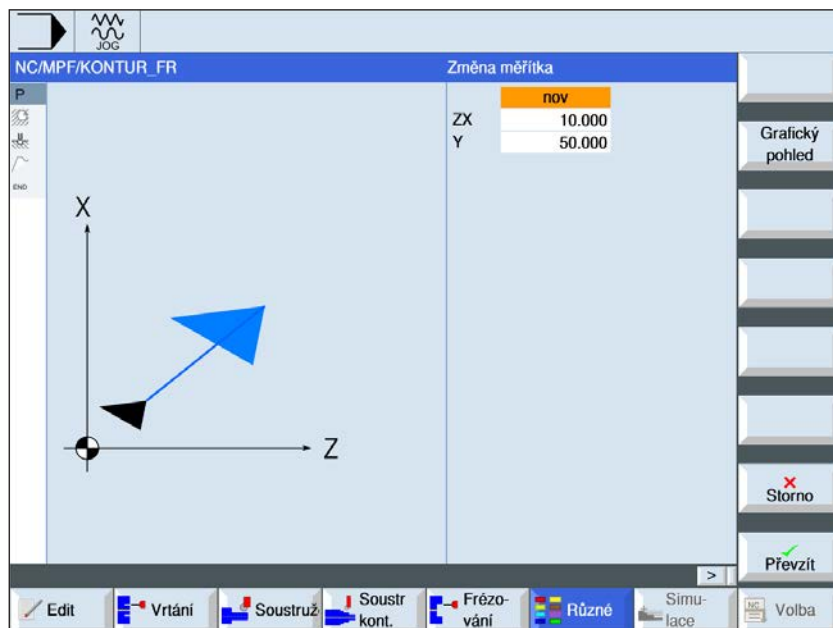 JOG
NC/MPF/KONTUR_FR
Změna měřítka
P
END
nov
ZX 10.000
Y 50.000
X
Z
Grafický
pohled
Storno
Převzít
>
Edit
Vrtání
Soustruž
Soustr
kont.
Frézo-
vání
Různé
Simu-
lace
NC
Volba